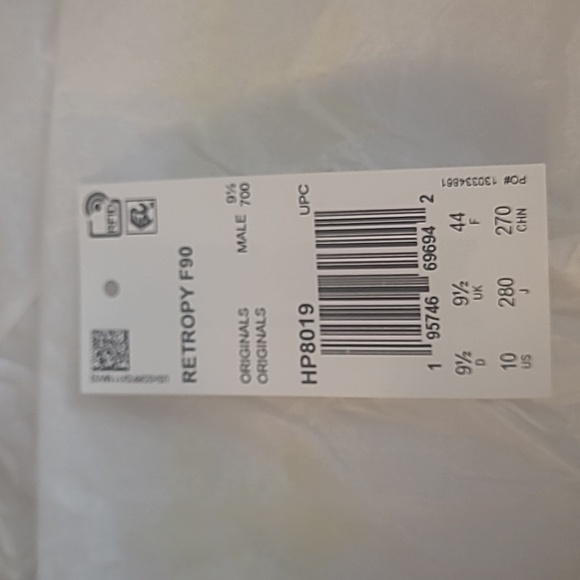 RFID
RETROPY F90
9½
ORIGINALS MALE 700
ORIGINALS
HP8019 UPC
1 95746 69694 2
9½ 9½ 44
D UK F
10 280 270
US J CHN
PO# 130334861